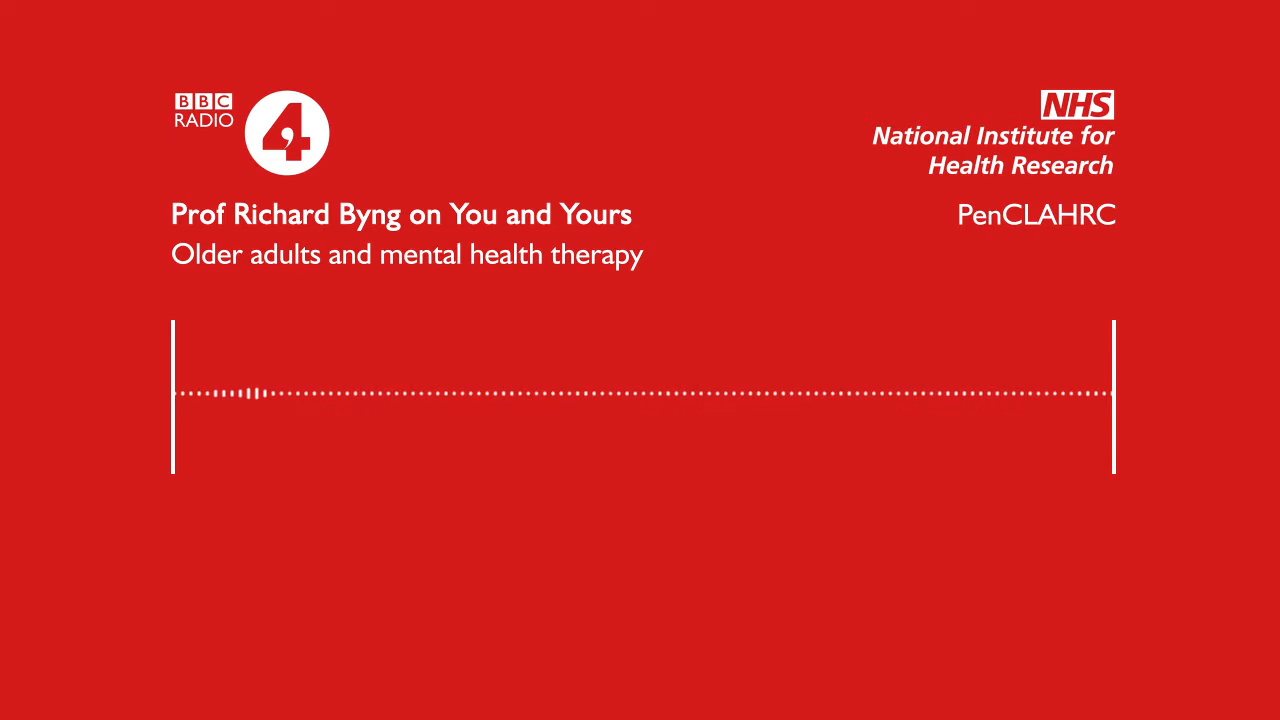 BBC
RADIO
4
Prof Richard Byng on You and Yours
Older adults and mental health therapy
NHS
National Institute for
Health Research
PenCLAHRC